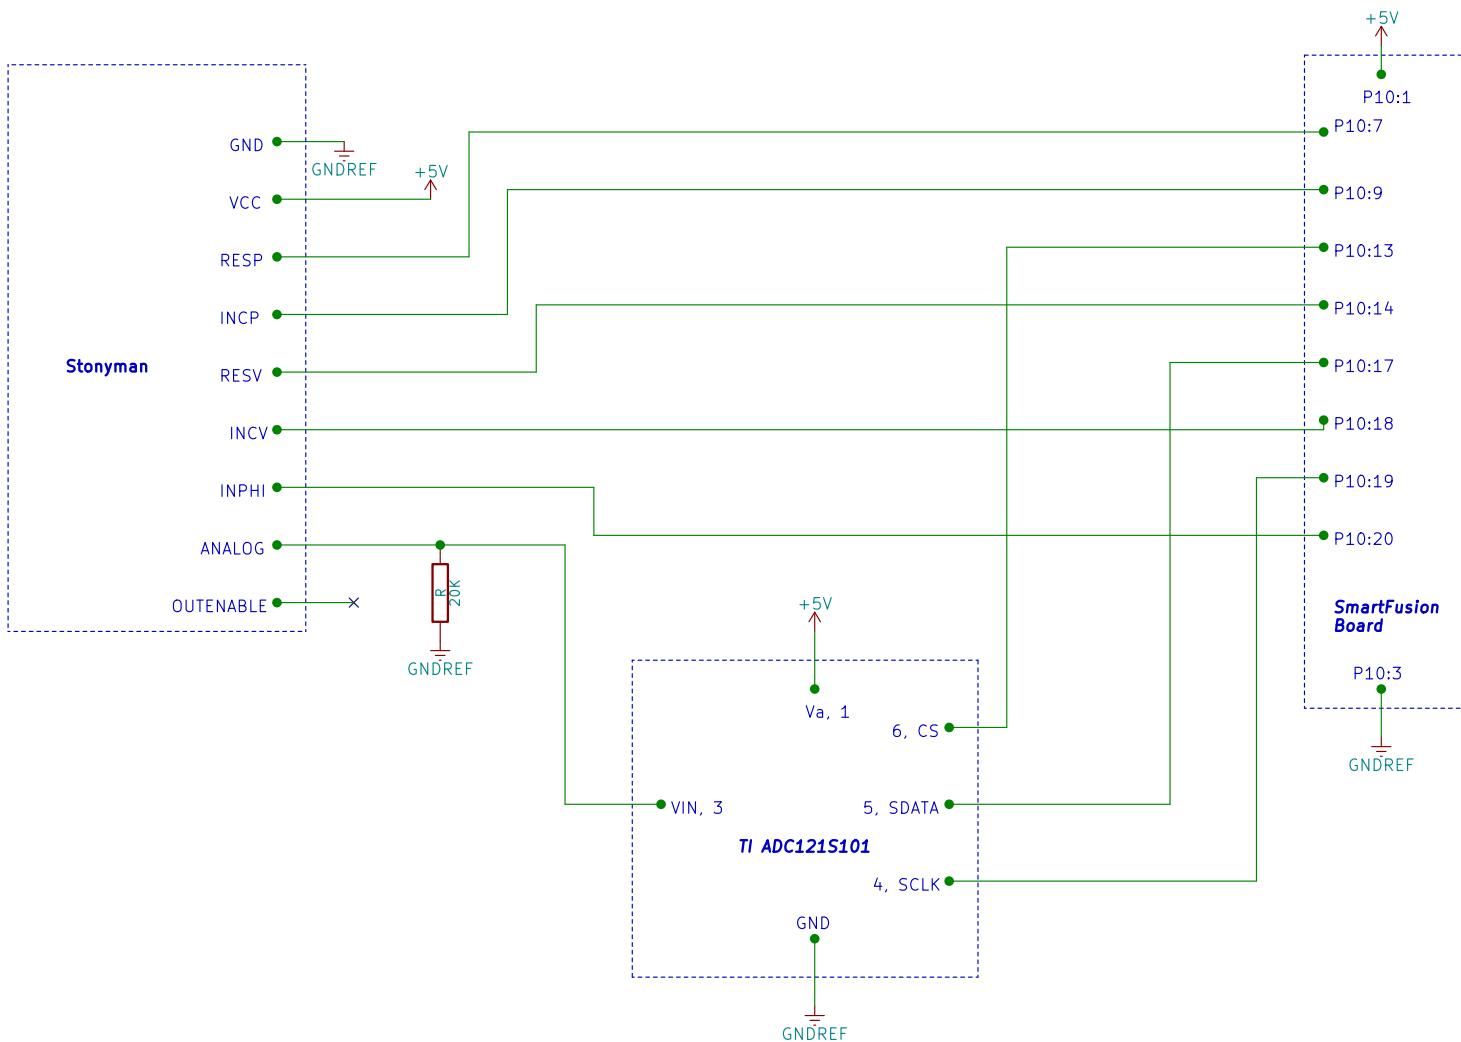 +5V
P10:1
GND
GNDREF
+5V
VCC
RESP
INCP
Stonyman
RESV
INCV
INPHI
ANALOG
OUTENABLE
R
20K
GNDREF
P10:7
P10:9
P10:13
P10:14
P10:17
P10:18
P10:19
P10:20
SmartFusion
Board
P10:3
GNDREF
+5V
Va, 1
6, CS
VIN, 3
5, SDATA
TI ADC121S101
4, SCLK
GND
GNDREF